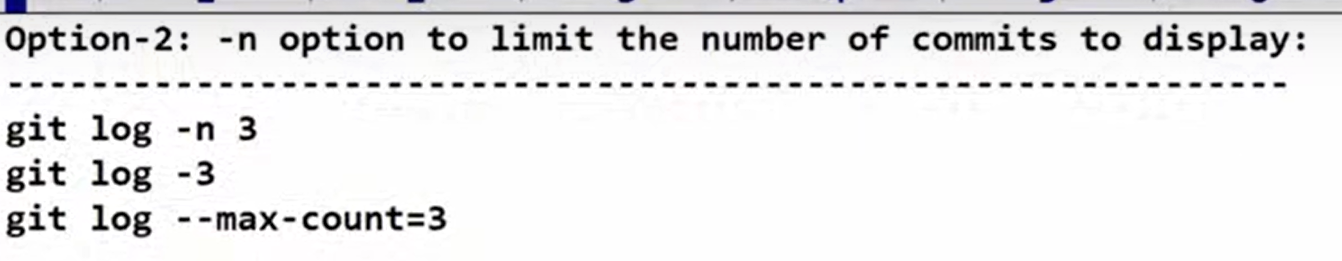 Option-2: -n option to limit the number of commits to display:
-------------------------------------------------------------
git log -n 3
git log -3
git log --max-count=3